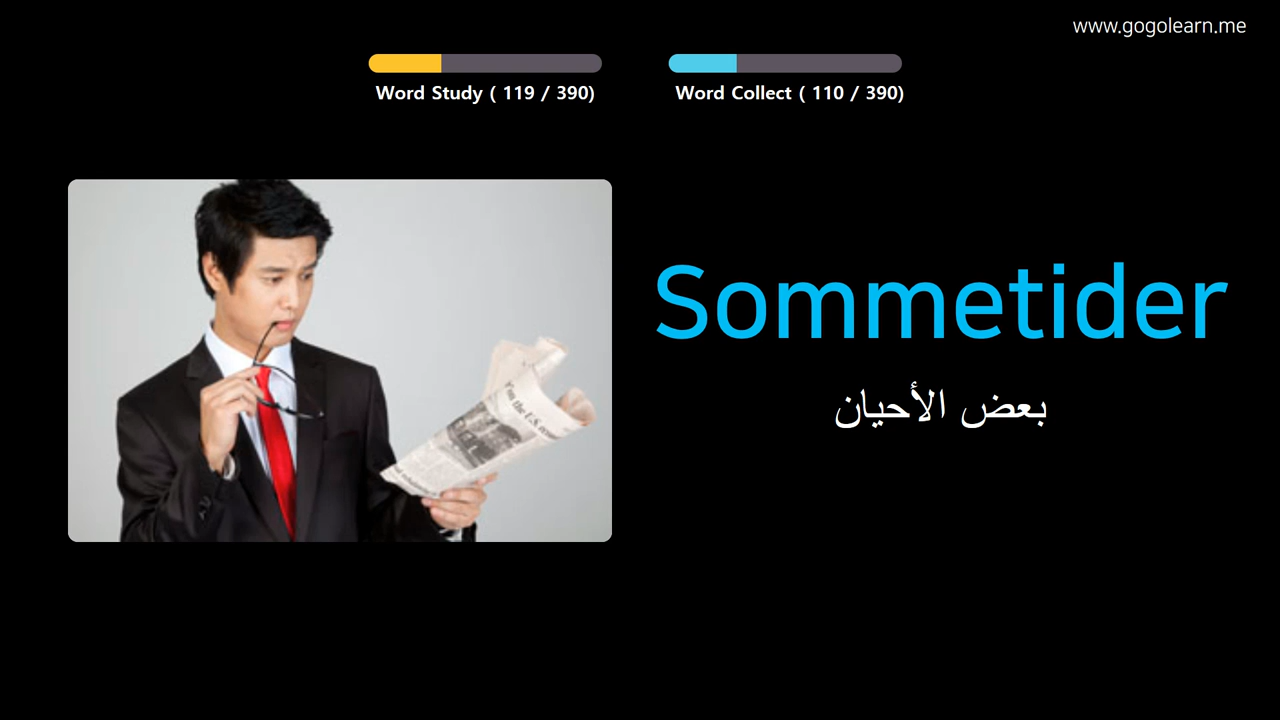 www.gogolearn.me
Word Study ( 119 / 390)
Word Collect ( 110 / 390)
Sommetider
بعض الأحيان